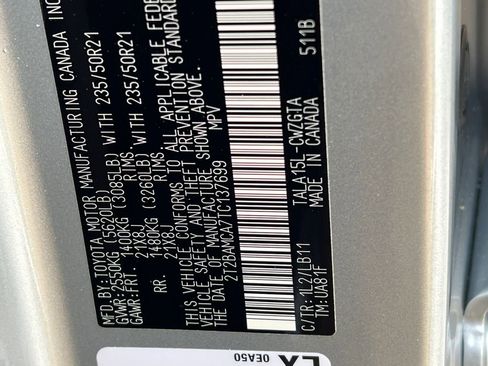 MFD.BY:TOYOTA MOTOR MANUFACTURING CANADA INC
GVWR:2550KG (5620LB)
GAWR:FRT. 1400KG (3085LB) WITH 235/50R21
21X8J RIMS
RR. 1480KG (3260LB) WITH 235/50R21
21X8J RIMS
THIS VEHICLE CONFORMS TO ALL APPLICABLE FEDE
VEHICLE SAFETY AND THEFT PREVENTION STANDARD
DATE OF MANUFACTURE SHOWN ABOVE.
2T2BAMCA7TC137699 MPV
511B
TALA15L-CWZGTA
C/TR:1L2/LB11 MADE IN CANADA
TM:UA81F
LX
0EA50